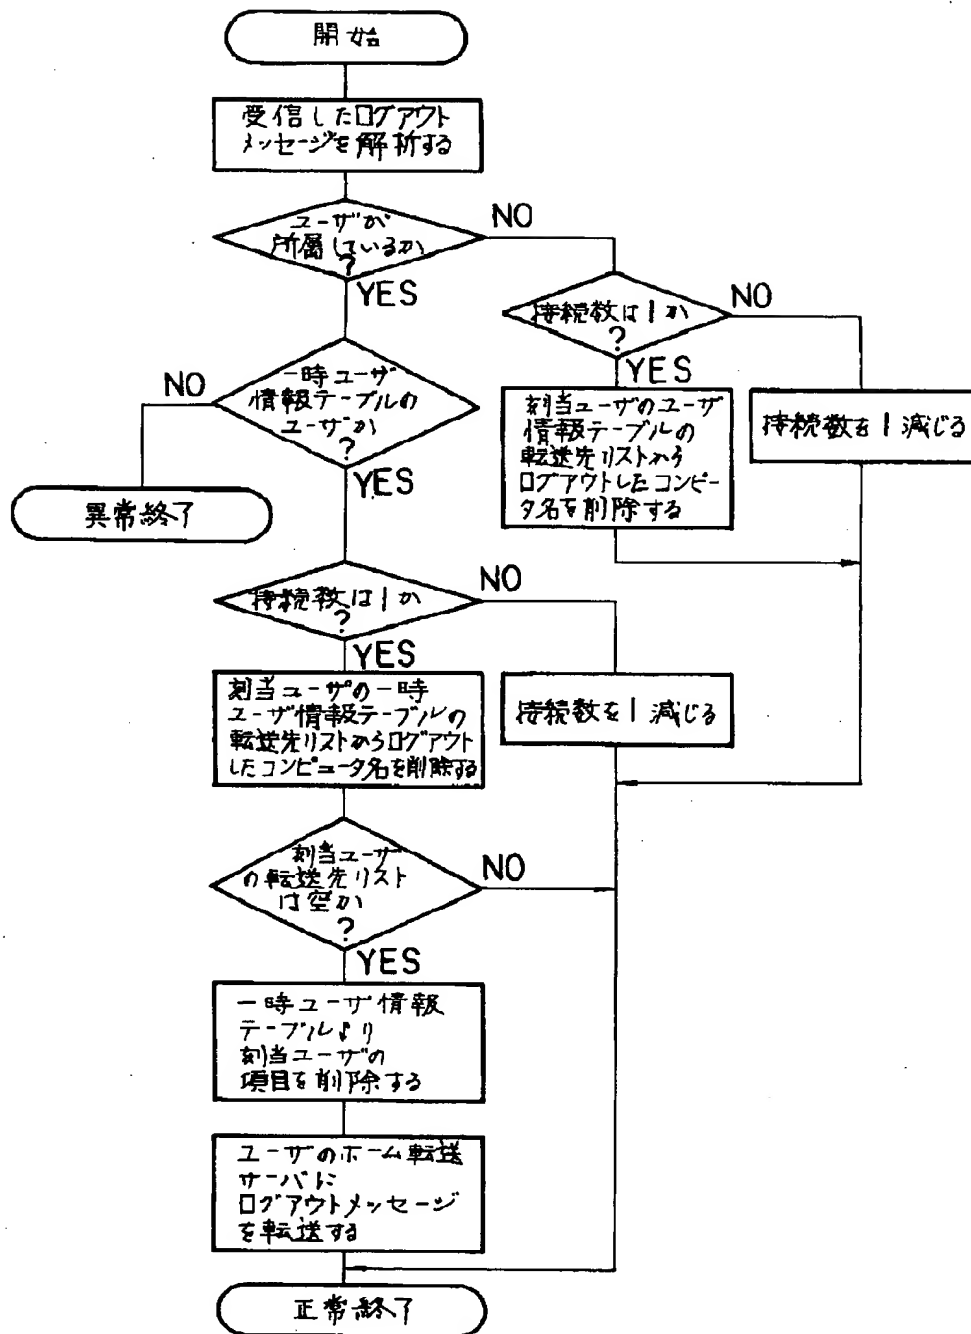 開始
受信したログアウト
メッセージを解析する
ユーザが
所属しているか
?
NO
YES
接続数は1か
?
NO
YES
刻当ユーザのユーザ
情報テーブルの
転送先リストから
ログアウトしたコンピー
タ名を削除する
接続数を1減じる
一時ユーザ
情報テーブルの
ユーザか
?
NO
YES
異常終了
接続数は1か
?
NO
YES
刻当ユーザの一時
ユーザ情報テーブルの
転送先リストからログアウト
したコンピュータ名を削除する
接続数を1減じる
刻当ユーザ
の転送先リスト
は空か
?
NO
YES
一時ユーザ情報
テーブルより
刻当ユーザの
項目を削除する
ユーザのホーム転送
サーバに
ログアウトメッセージ
を転送する
正常終了